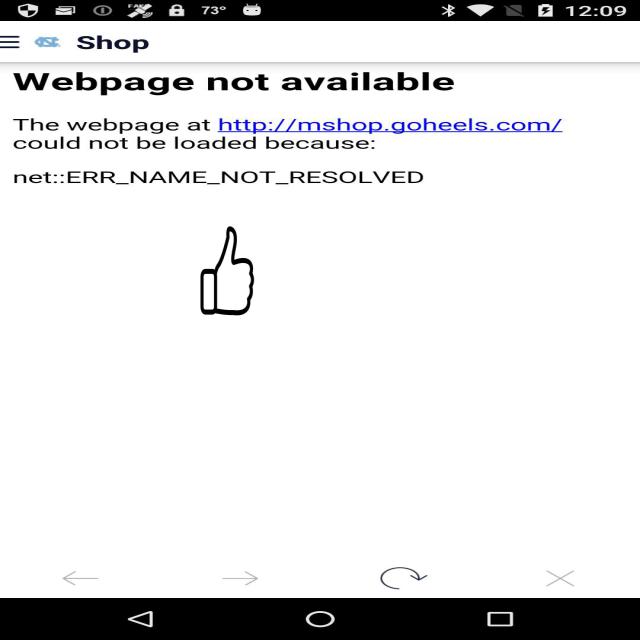 73° 12:09
Shop
Webpage not available
The webpage at http://mshop.goheels.com/
could not be loaded because:
net::ERR_NAME_NOT_RESOLVED